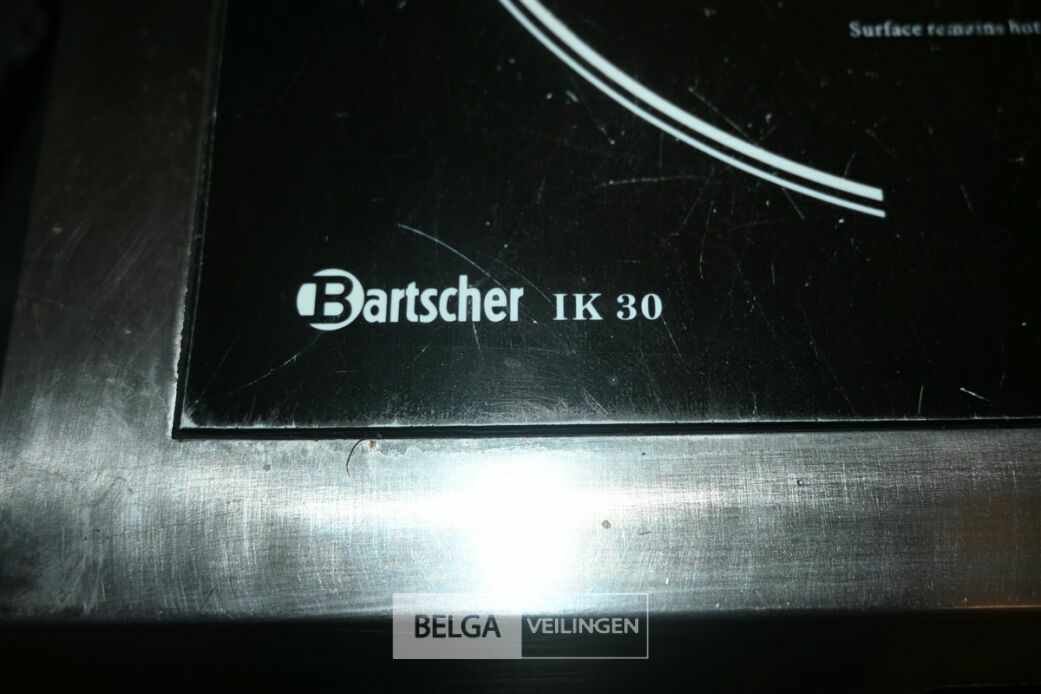 Surface remains hot
Bartscher IK 30
BELGA VEILINGEN